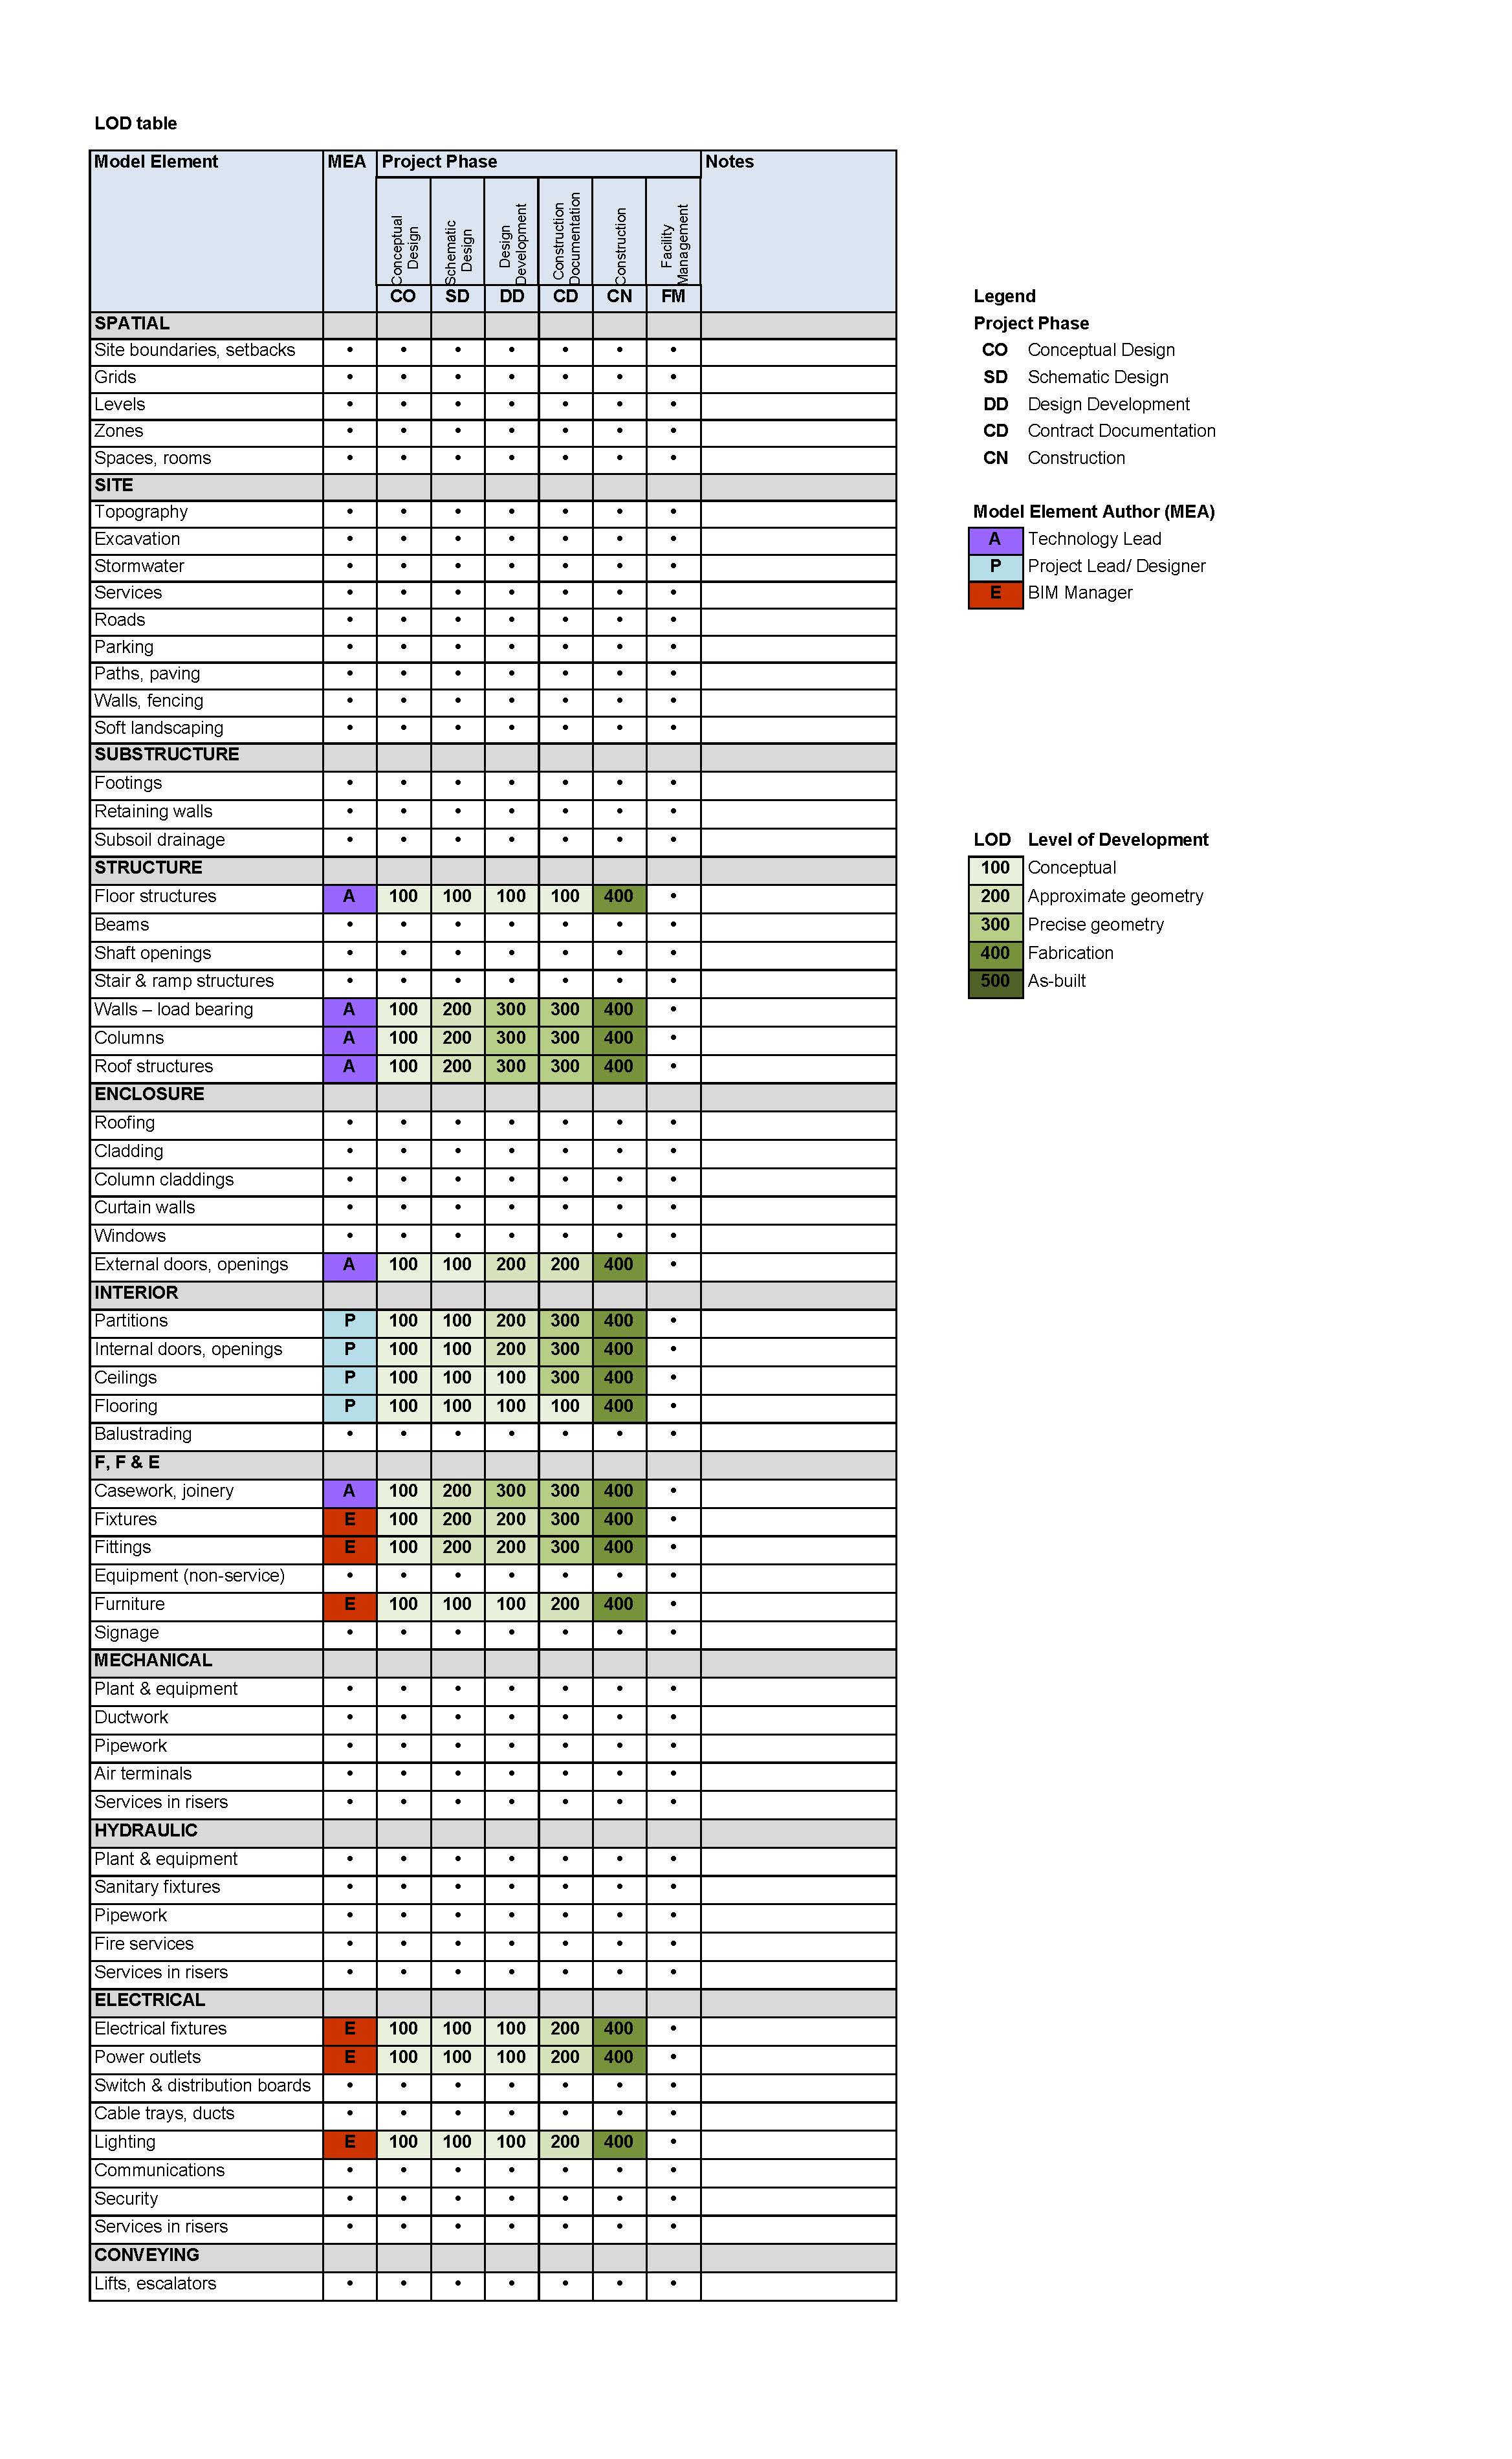 LOD table
Model Element MEA Project Phase Notes
Conceptual Design
Schematic Design
Design Development
Construction Documentation
Construction
Facility Management
CO SD DD CD CN FM
SPATIAL
Site boundaries, setbacks • • • • • • •
Grids • • • • • • •
Levels • • • • • • •
Zones • • • • • • •
Spaces, rooms • • • • • • •
SITE
Topography • • • • • • •
Excavation • • • • • • •
Stormwater • • • • • • •
Services • • • • • • •
Roads • • • • • • •
Parking • • • • • • •
Paths, paving • • • • • • •
Walls, fencing • • • • • • •
Soft landscaping • • • • • • •
SUBSTRUCTURE
Footings • • • • • • •
Retaining walls • • • • • • •
Subsoil drainage • • • • • • •
STRUCTURE
Floor structures A 100 100 100 100 400 •
Beams • • • • • • •
Shaft openings • • • • • • •
Stair & ramp structures • • • • • • •
Walls – load bearing A 100 200 300 300 400 •
Columns A 100 200 300 300 400 •
Roof structures A 100 200 300 300 400 •
ENCLOSURE
Roofing • • • • • • •
Cladding • • • • • • •
Column claddings • • • • • • •
Curtain walls • • • • • • •
Windows • • • • • • •
External doors, openings A 100 100 200 200 400 •
INTERIOR
Partitions P 100 100 200 300 400 •
Internal doors, openings P 100 100 200 300 400 •
Ceilings P 100 100 100 300 400 •
Flooring P 100 100 100 100 400 •
Balustrading • • • • • • •
F, F & E
Casework, joinery A 100 200 300 300 400 •
Fixtures E 100 200 200 300 400 •
Fittings E 100 200 200 300 400 •
Equipment (non-service) • • • • • • •
Furniture E 100 100 100 200 400 •
Signage • • • • • • •
MECHANICAL
Plant & equipment • • • • • • •
Ductwork • • • • • • •
Pipework • • • • • • •
Air terminals • • • • • • •
Services in risers • • • • • • •
HYDRAULIC
Plant & equipment • • • • • • •
Sanitary fixtures • • • • • • •
Pipework • • • • • • •
Fire services • • • • • • •
Services in risers • • • • • • •
ELECTRICAL
Electrical fixtures E 100 100 100 200 400 •
Power outlets E 100 100 100 200 400 •
Switch & distribution boards • • • • • • •
Cable trays, ducts • • • • • • •
Lighting E 100 100 100 200 400 •
Communications • • • • • • •
Security • • • • • • •
Services in risers • • • • • • •
CONVEYING
Lifts, escalators • • • • • • •
Legend
Project Phase
CO Conceptual Design
SD Schematic Design
DD Design Development
CD Contract Documentation
CN Construction
Model Element Author (MEA)
A Technology Lead
P Project Lead/ Designer
E BIM Manager
LOD Level of Development
100 Conceptual
200 Approximate geometry
300 Precise geometry
400 Fabrication
500 As-built